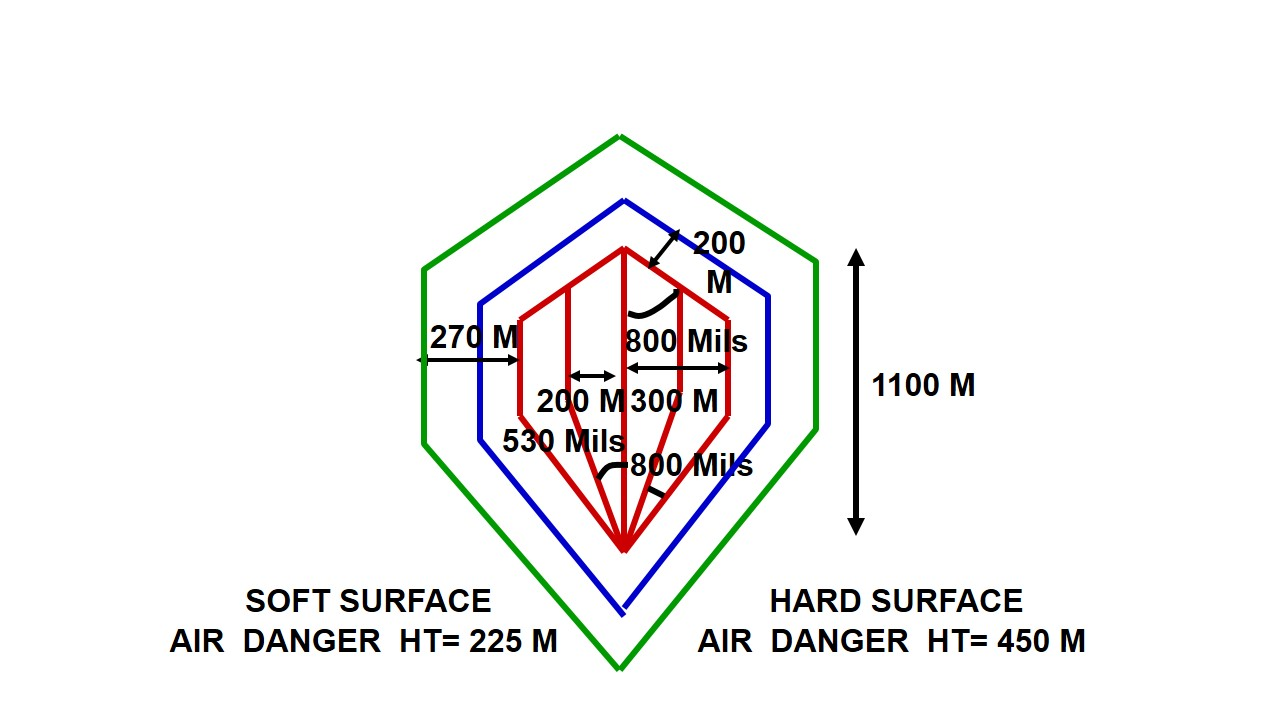 200
M
270 M
800 Mils
1100 M
200 M
300 M
530 Mils
800 Mils
SOFT SURFACE
AIR DANGER HT= 225 M
HARD SURFACE
AIR DANGER HT= 450 M